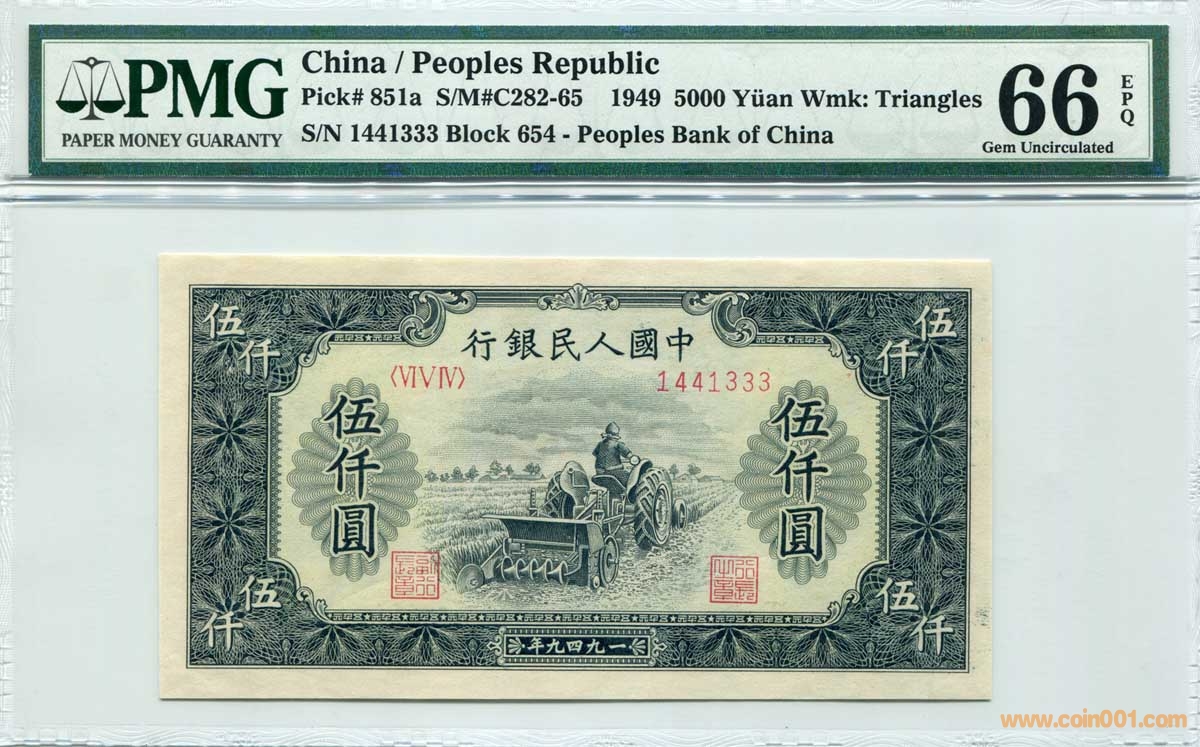 PMG
PAPER MONEY GUARANTY
China / Peoples Republic
Pick# 851a S/M#C282-65 1949 5000 Yüan Wmk: Triangles
S/N 1441333 Block 654 - Peoples Bank of China
66
EPQ
Gem Uncirculated
伍仟
伍仟
行銀民人國中
〈VIVIV〉
1441333
伍仟圓
伍仟圓
伍仟
伍仟
年九四九一
www.coin001.com